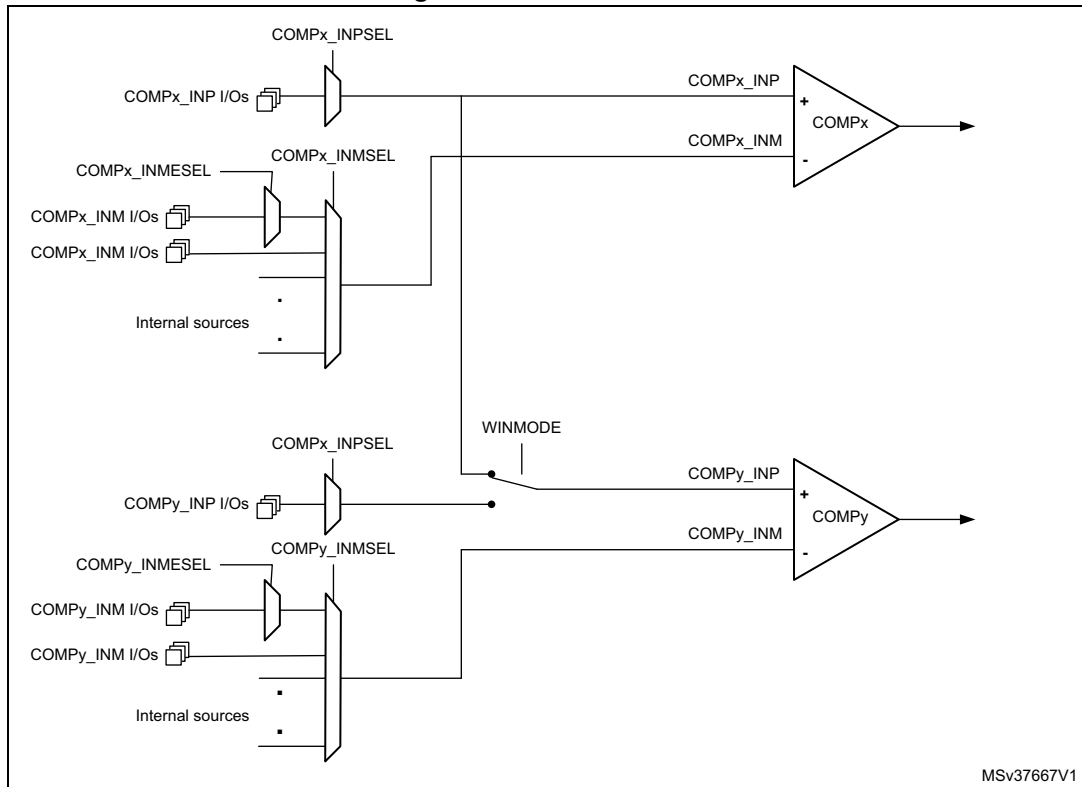 COMPx_INPSEL
COMPx_INP I/Os
COMPx_INP
+
COMPx
COMPx_INM
-
COMPx_INMSEL
COMPx_INMESEL
COMPx_INM I/Os
COMPx_INM I/Os
.
Internal sources
.
WINMODE
COMPx_INPSEL
COMPy_INP
COMPy_INP I/Os
+
COMPy
COMPy_INM
-
COMPy_INMSEL
COMPy_INMESEL
COMPy_INM I/Os
COMPy_INM I/Os
.
Internal sources
.
MSv37667V1